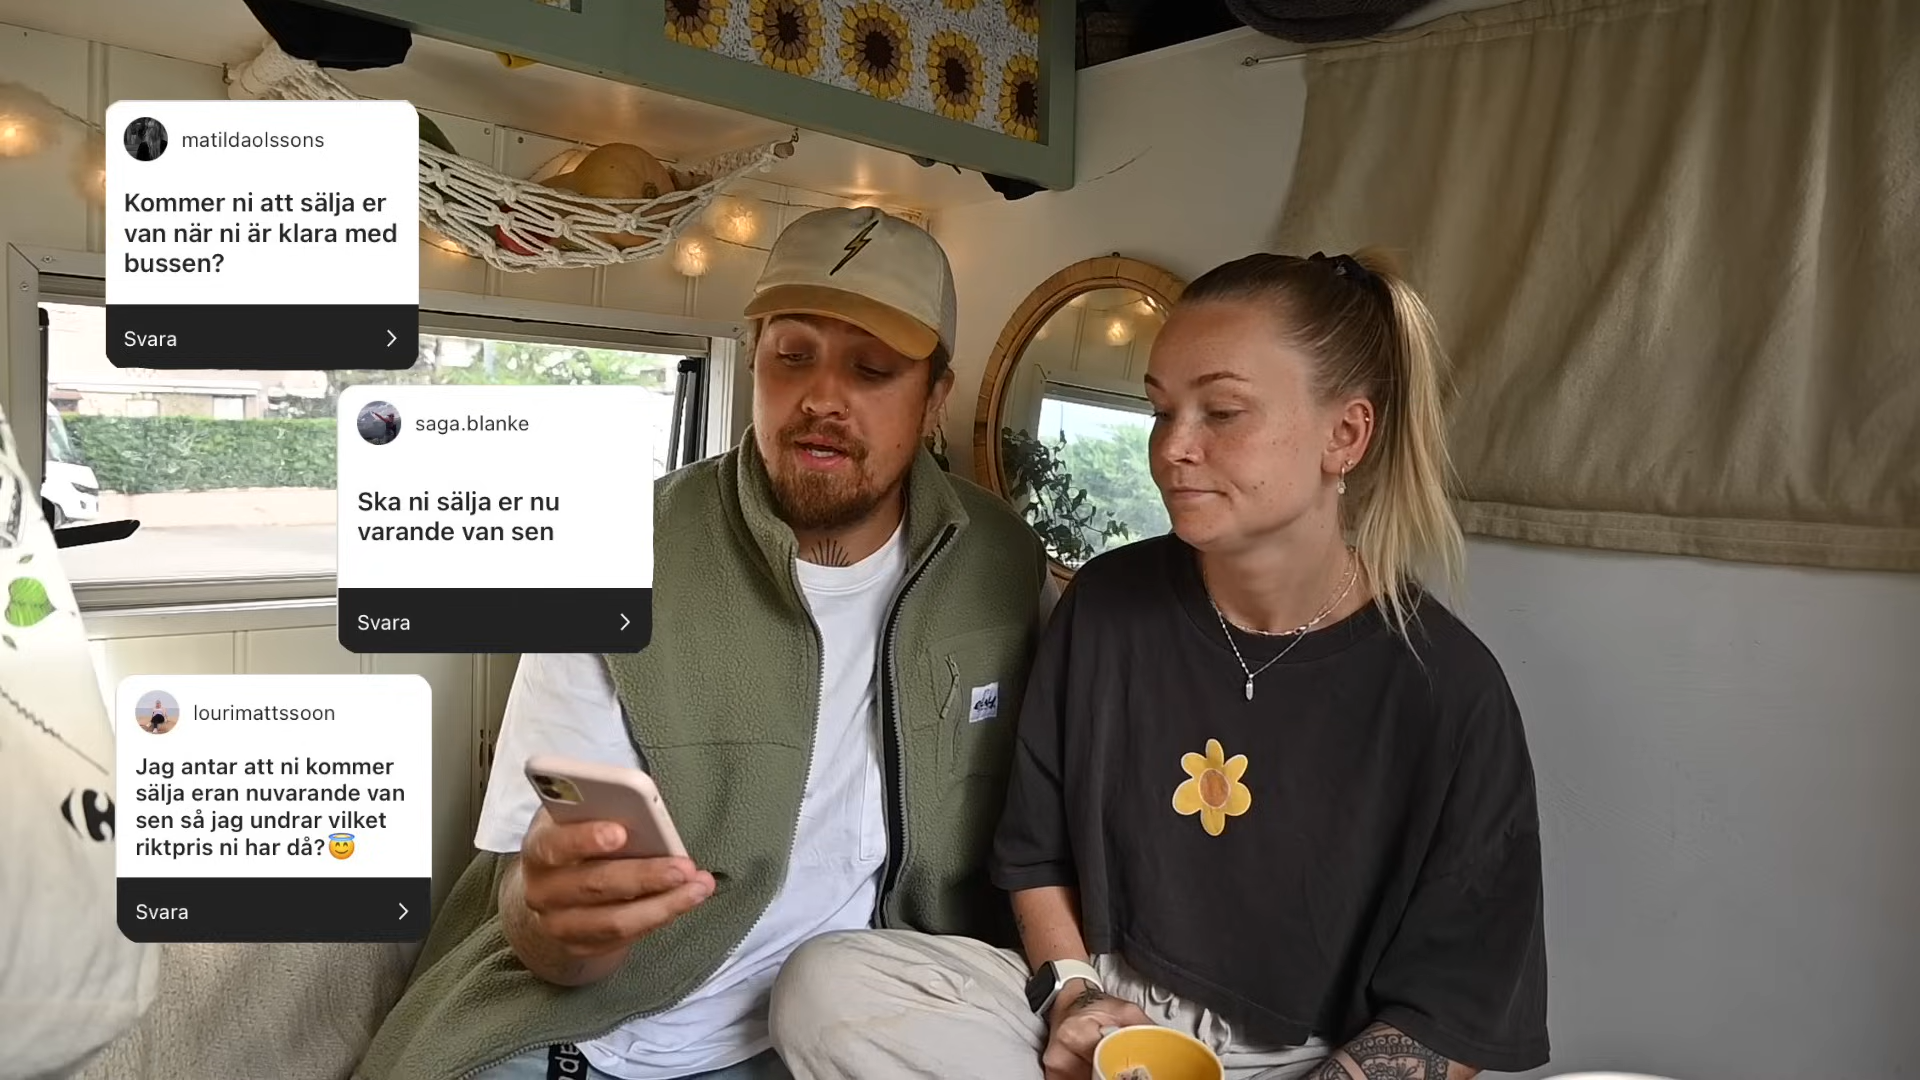 matildaolssons
Kommer ni att sälja er
van när ni är klara med
bussen?
Svara
saga.blanke
Ska ni sälja er nu
varande van sen
Svara
lourimattssoon
Jag antar att ni kommer
sälja eran nuvarande van
sen så jag undrar vilket
riktpris ni har då?😇
Svara